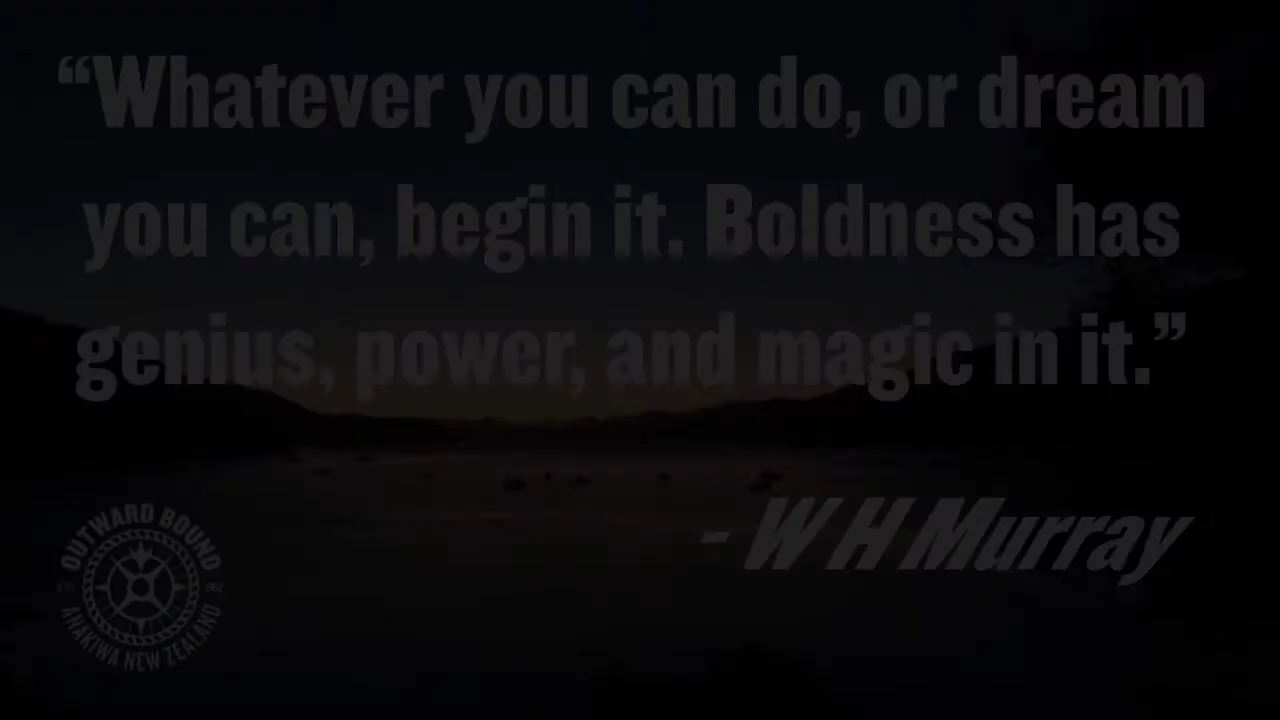 “Whatever you can do, or dream
you can, begin it. Boldness has
genius, power, and magic in it.”
- W H Murray
OUTWARD BOUND
ANAKIWA NEW ZEALAND